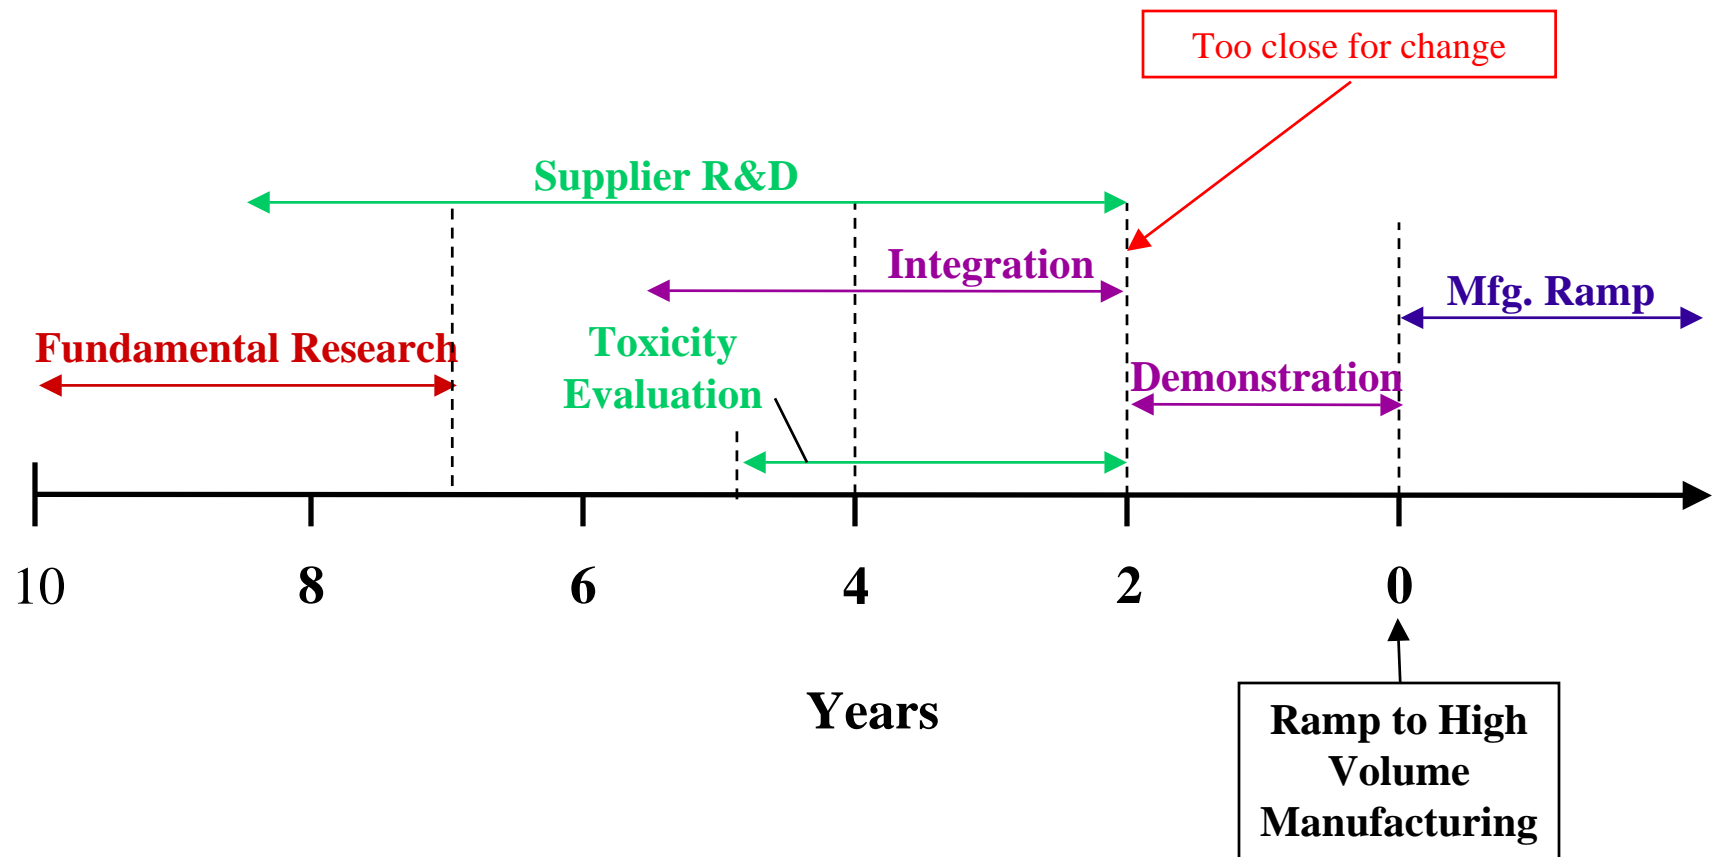 Too close for change
Supplier R&D
Integration
Mfg. Ramp
Toxicity
Evaluation
Fundamental Research
Demonstration
10 8 6 4 2 0
Years
Ramp to High
Volume
Manufacturing